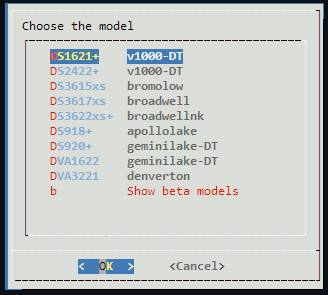 Choose the model
DS1621+ v1000-DT
DS2422+ v1000-DT
DS3615xs bromolow
DS3617xs broadwell
DS3622xs+ broadwellnk
DS918+ apollolake
DS920+ geminilake-DT
DVA1622 geminilake-DT
DVA3221 denverton
b Show beta models
< OK > <Cancel>